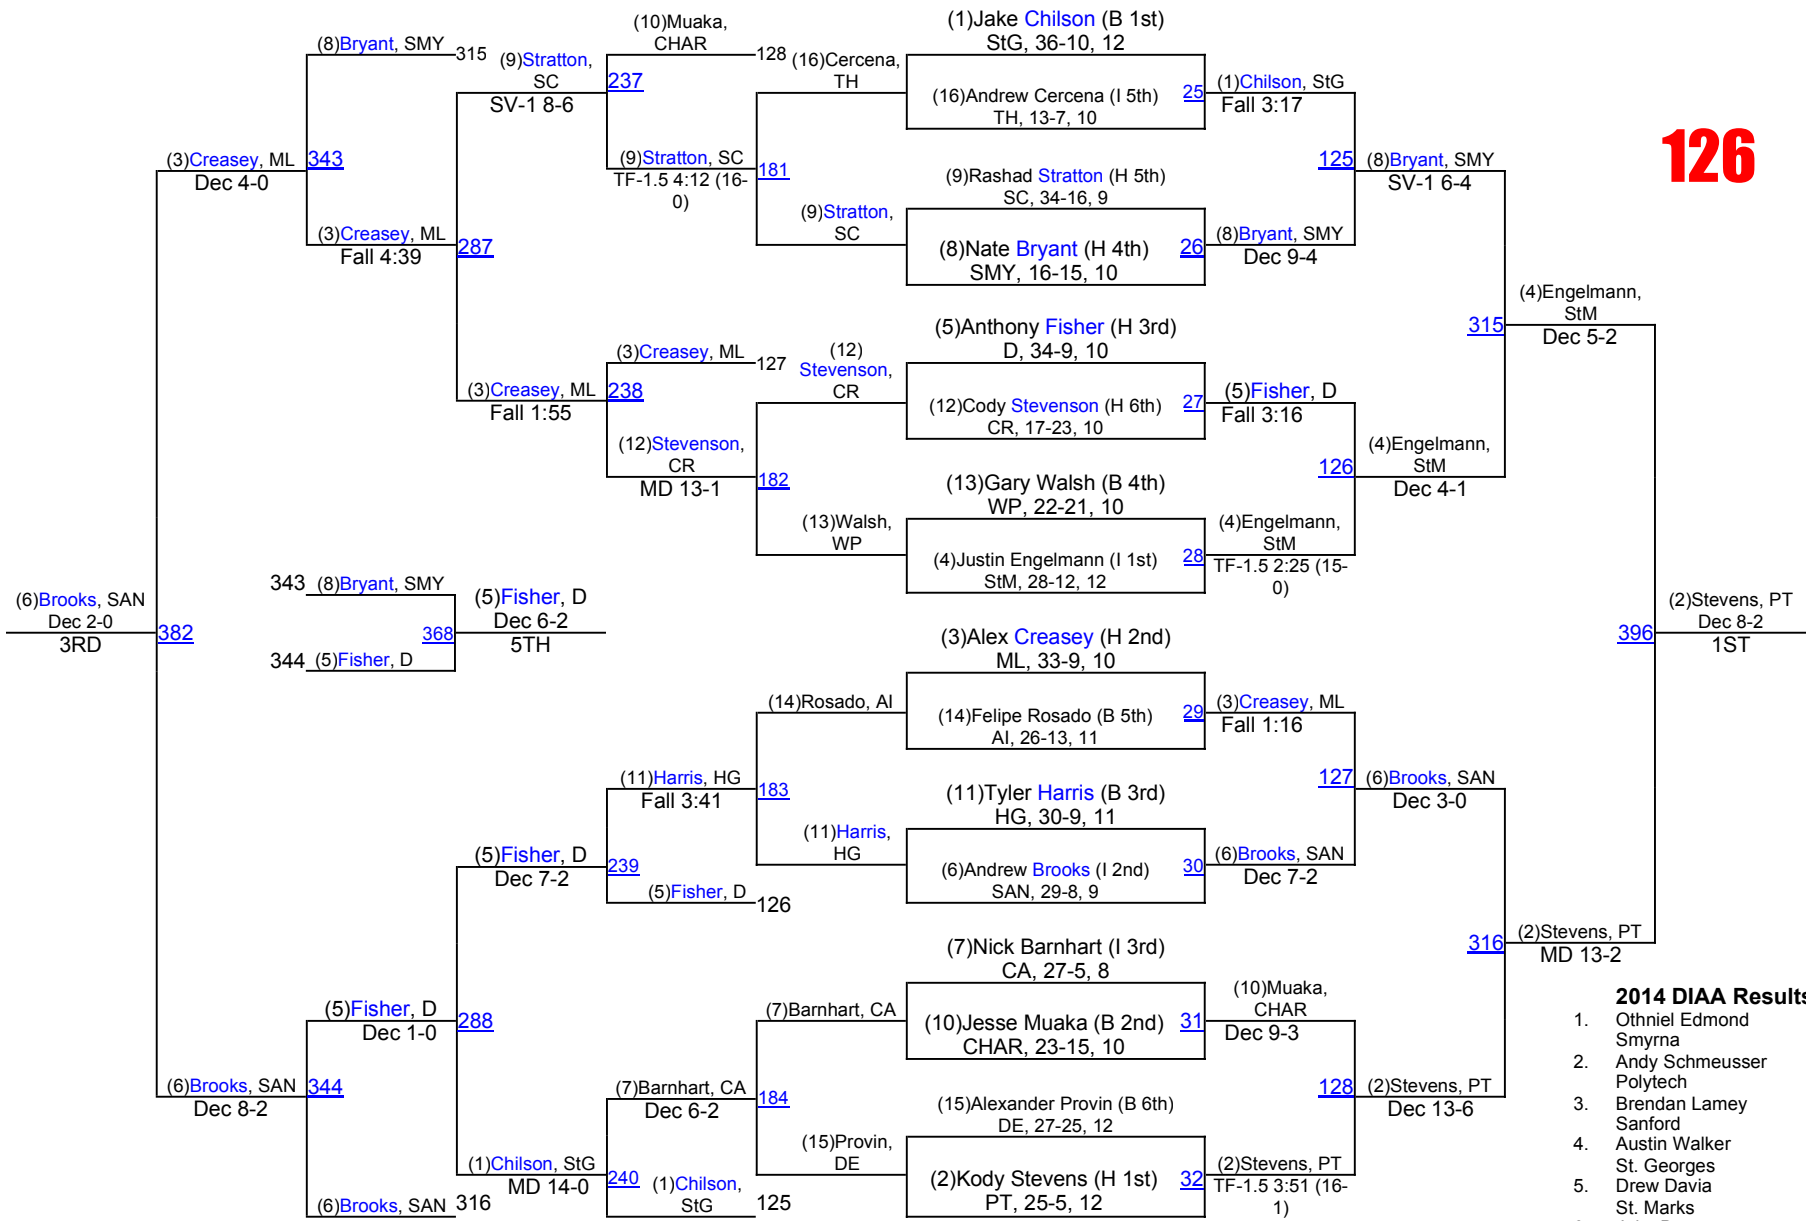 126
(8)Bryant, SMY
315
(9)Stratton,
SC
SV-1 8-6
(10)Muaka,
CHAR
128
237
(16)Cercena,
TH
(1)Jake Chilson (B 1st)
StG, 36-10, 12
(16)Andrew Cercena (I 5th)
TH, 13-7, 10
25
(1)Chilson, StG
Fall 3:17
(3)Creasey, ML
Dec 4-0
343
(9)Stratton, SC
TF-1.5 4:12 (16-
0)
181
(9)Rashad Stratton (H 5th)
SC, 34-16, 9
125
(8)Bryant, SMY
SV-1 6-4
(3)Creasey, ML
Fall 4:39
287
(9)Stratton,
SC
(8)Nate Bryant (H 4th)
SMY, 16-15, 10
26
(8)Bryant, SMY
Dec 9-4
315
(4)Engelmann,
StM
Dec 5-2
(3)Creasey, ML
127
(12)
Stevenson,
CR
(5)Anthony Fisher (H 3rd)
D, 34-9, 10
(3)Creasey, ML
Fall 1:55
238
(12)Cody Stevenson (H 6th)
CR, 17-23, 10
27
(5)Fisher, D
Fall 3:16
(12)Stevenson,
CR
MD 13-1
182
(13)Gary Walsh (B 4th)
WP, 22-21, 10
126
(4)Engelmann,
StM
Dec 4-1
(13)Walsh,
WP
(4)Justin Engelmann (I 1st)
StM, 28-12, 12
28
(4)Engelmann,
StM
TF-1.5 2:25 (15-
0)
(6)Brooks, SAN
Dec 2-0
3RD
382
343
(8)Bryant, SMY
368
344
(5)Fisher, D
(5)Fisher, D
Dec 6-2
5TH
396
(2)Stevens, PT
Dec 8-2
1ST
(3)Alex Creasey (H 2nd)
ML, 33-9, 10
(14)Rosado, AI
(14)Felipe Rosado (B 5th)
AI, 26-13, 11
29
(3)Creasey, ML
Fall 1:16
(11)Harris, HG
Fall 3:41
183
(11)Tyler Harris (B 3rd)
HG, 30-9, 11
127
(6)Brooks, SAN
Dec 3-0
(11)Harris,
HG
(5)Fisher, D
Dec 7-2
239
(6)Andrew Brooks (I 2nd)
SAN, 29-8, 9
30
(6)Brooks, SAN
Dec 7-2
(5)Fisher, D
126
316
(2)Stevens, PT
MD 13-2
(7)Nick Barnhart (I 3rd)
CA, 27-5, 8
(5)Fisher, D
Dec 1-0
288
(7)Barnhart, CA
(10)Jesse Muaka (B 2nd)
CHAR, 23-15, 10
31
(10)Muaka,
CHAR
Dec 9-3
(6)Brooks, SAN
Dec 8-2
344
(7)Barnhart, CA
Dec 6-2
184
(15)Alexander Provin (B 6th)
DE, 27-25, 12
128
(2)Stevens, PT
Dec 13-6
(15)Provin,
DE
(1)Chilson, StG
MD 14-0
240
(2)Kody Stevens (H 1st)
PT, 25-5, 12
32
(2)Stevens, PT
TF-1.5 3:51 (16-
1)
(6)Brooks, SAN
316
(1)Chilson,
StG
125
2014 DIAA Results
1. Othniel Edmond
Smyrna
2. Andy Schmeusser
Polytech
3. Brendan Lamey
Sanford
4. Austin Walker
St. Georges
5. Drew Davia
St. Marks